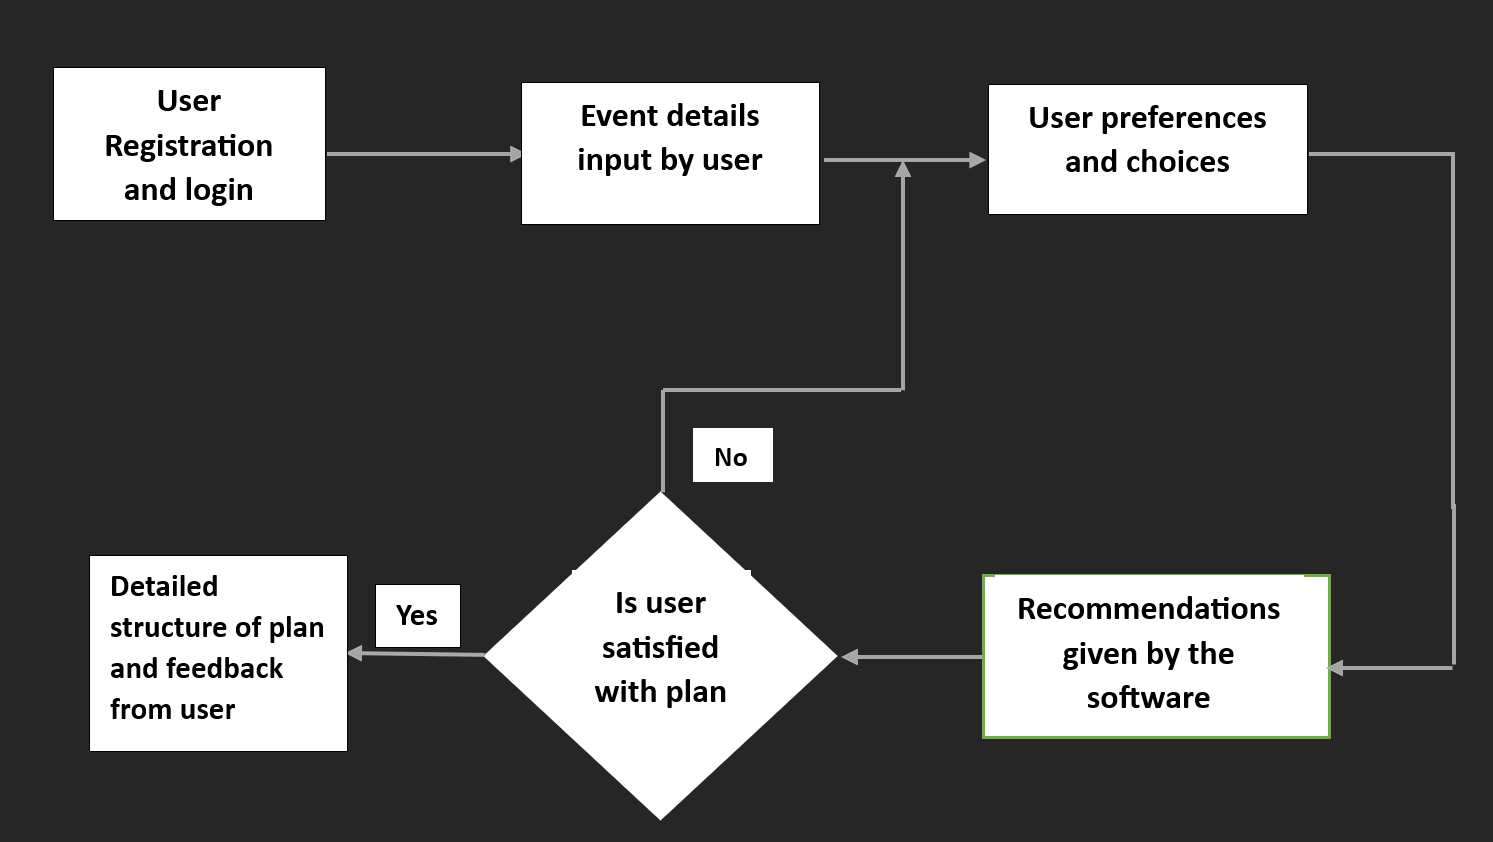 User
Registration
and login
Event details
input by user
User preferences
and choices
No
Detailed
structure of plan
and feedback
from user
Yes
Is user
satisfied
with plan
Recommendations
given by the
software